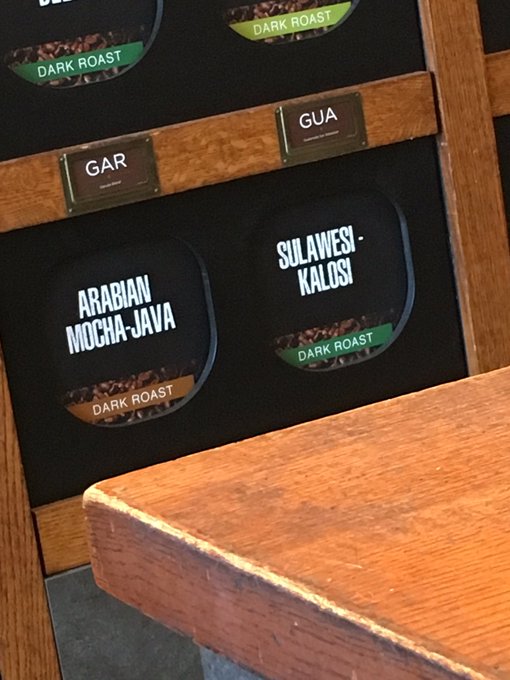 DARK ROAST
DARK ROAST
GAR
GUA
ARABIAN
MOCHA-JAVA
DARK ROAST
SULAWESI -
KALOSI
DARK ROAST